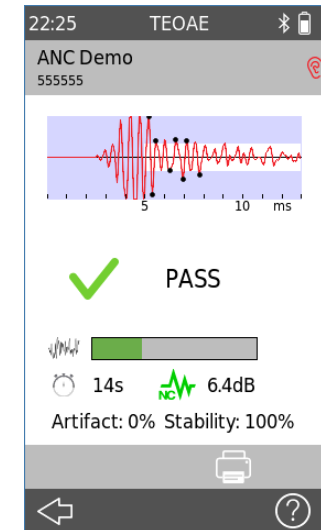 22:25 TEOAE
ANC Demo
555555
5 10 ms
PASS
14s NC 6.4dB
Artifact: 0% Stability: 100%
?